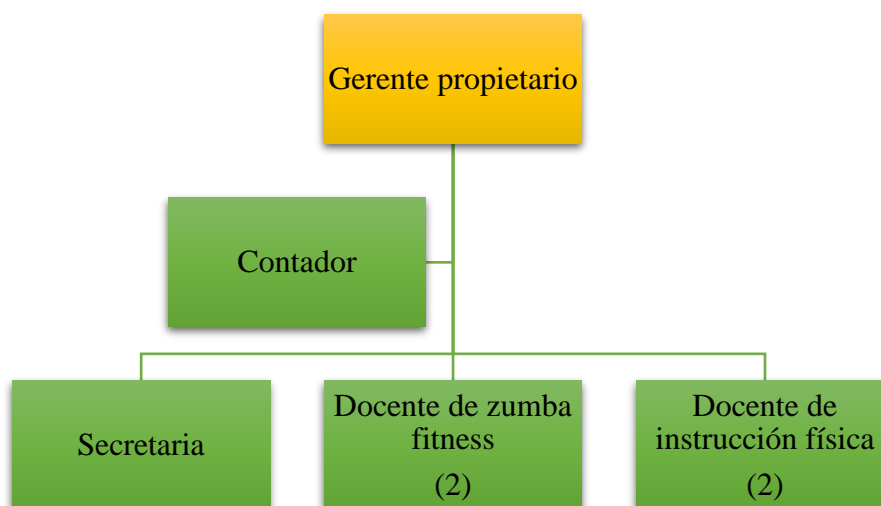 Gerente propietario
Contador
Secretaria
Docente de zumba
fitness
(2)
Docente de
instrucción física
(2)